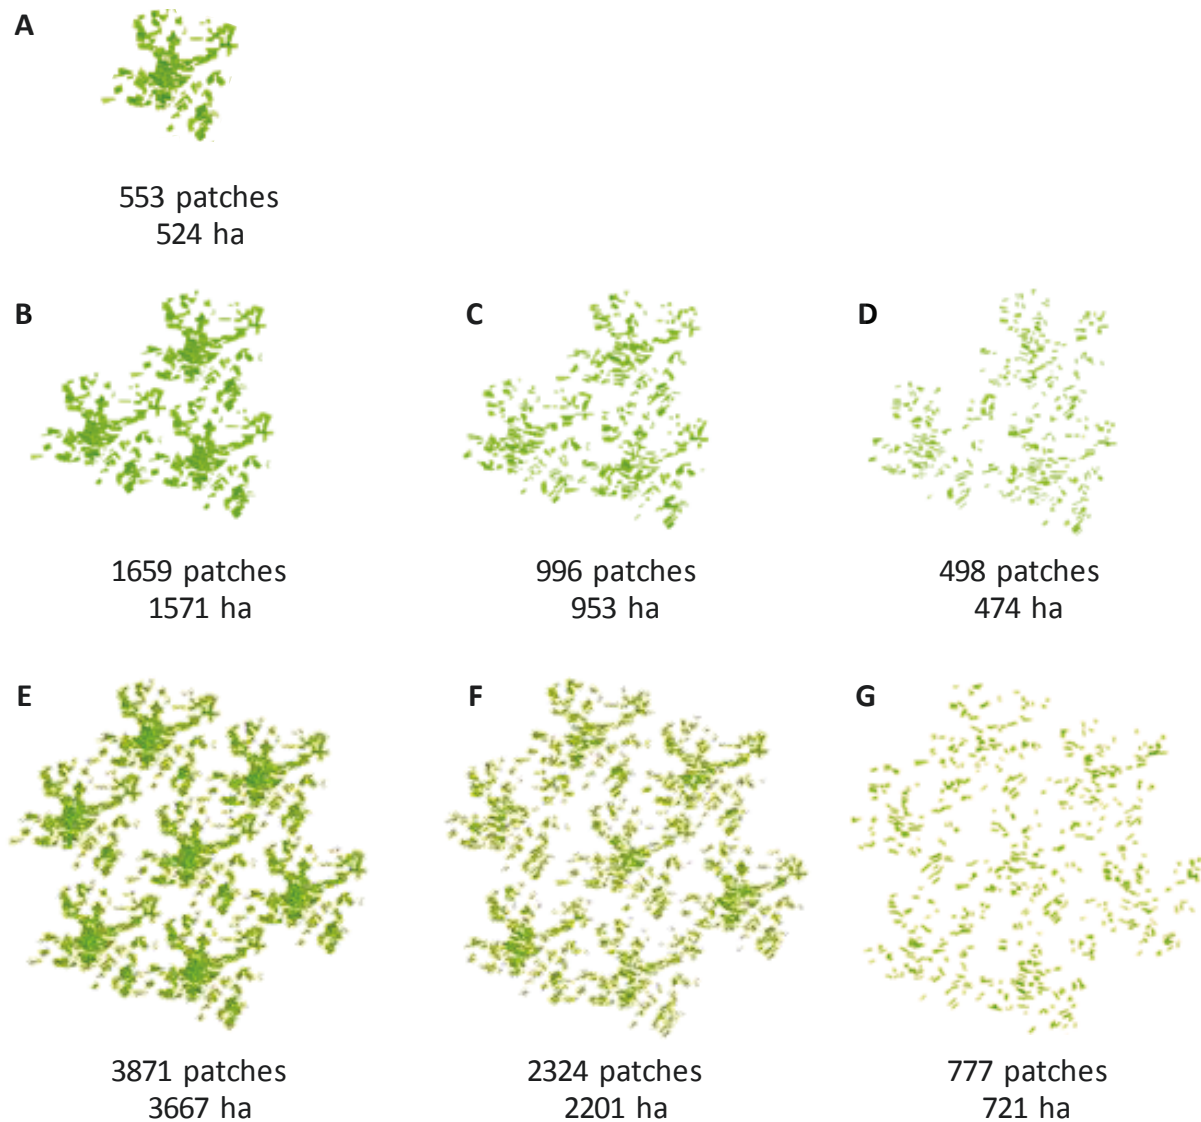 A
553 patches
524 ha
B
C
D
1659 patches
996 patches
498 patches
1571 ha
953 ha
474 ha
E
F
G
3871 patches
2324 patches
777 patches
3667 ha
2201 ha
721 ha